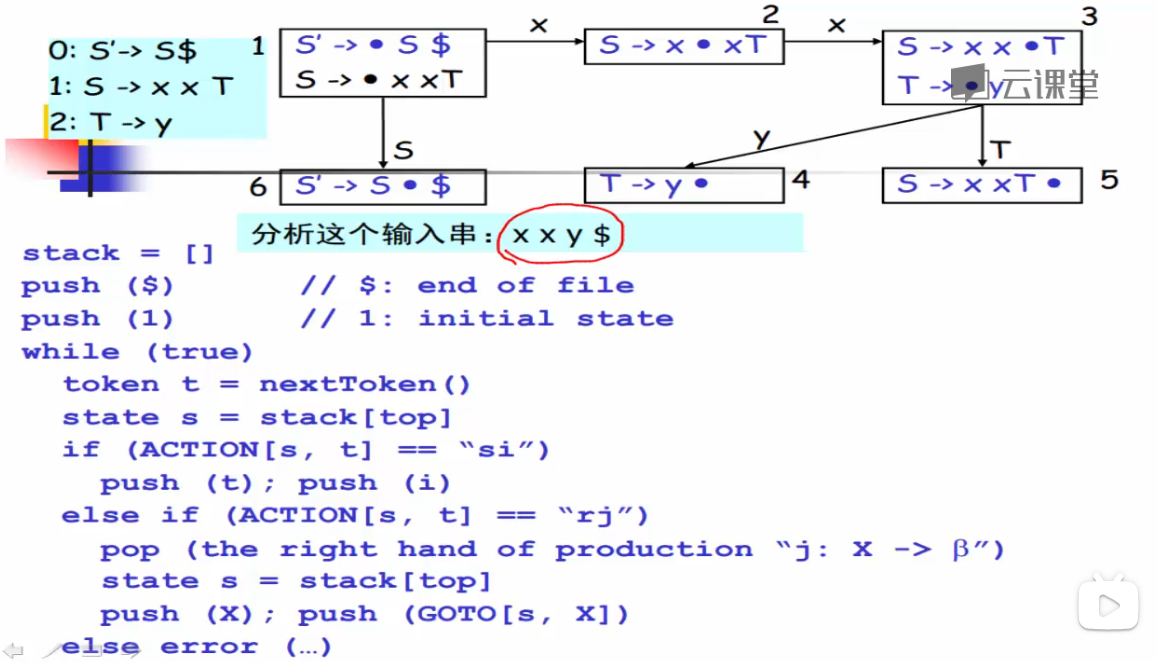 0: S' -> S$
1: S -> x x T
2: T -> y
1
S' -> • S $
S -> • x xT
x
2
S -> x • xT
x
3
S -> x x •T
T -> • y
云课堂
S
y
T
6
S' -> S • $
T -> y •
4
S -> x xT •
5
分析这个输入串: x x y $
stack = []
push ($) // $: end of file
push (1) // 1: initial state
while (true)
token t = nextToken()
state s = stack[top]
if (ACTION[s, t] == “si”)
push (t); push (i)
else if (ACTION[s, t] == “rj”)
pop (the right hand of production “j: X -> β”)
state s = stack[top]
push (X); push (GOTO[s, X])
else error (…)